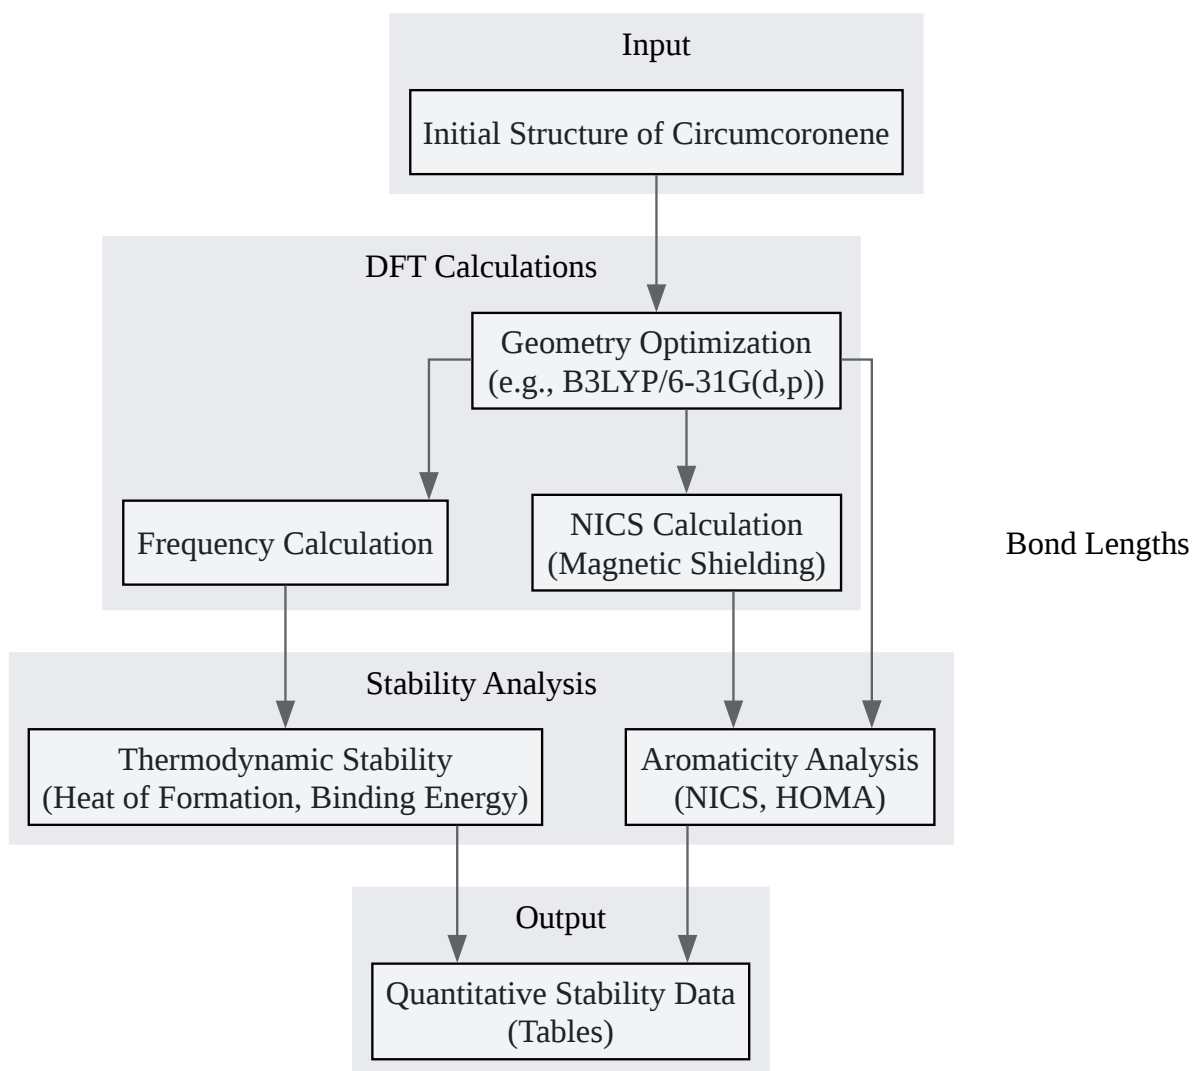 Input
Initial Structure of Circumcoronene
DFT Calculations
Geometry Optimization
(e.g., B3LYP/6-31G(d,p))
Frequency Calculation
NICS Calculation
(Magnetic Shielding)
Bond Lengths
Stability Analysis
Thermodynamic Stability
(Heat of Formation, Binding Energy)
Aromaticity Analysis
(NICS, HOMA)
Output
Quantitative Stability Data
(Tables)